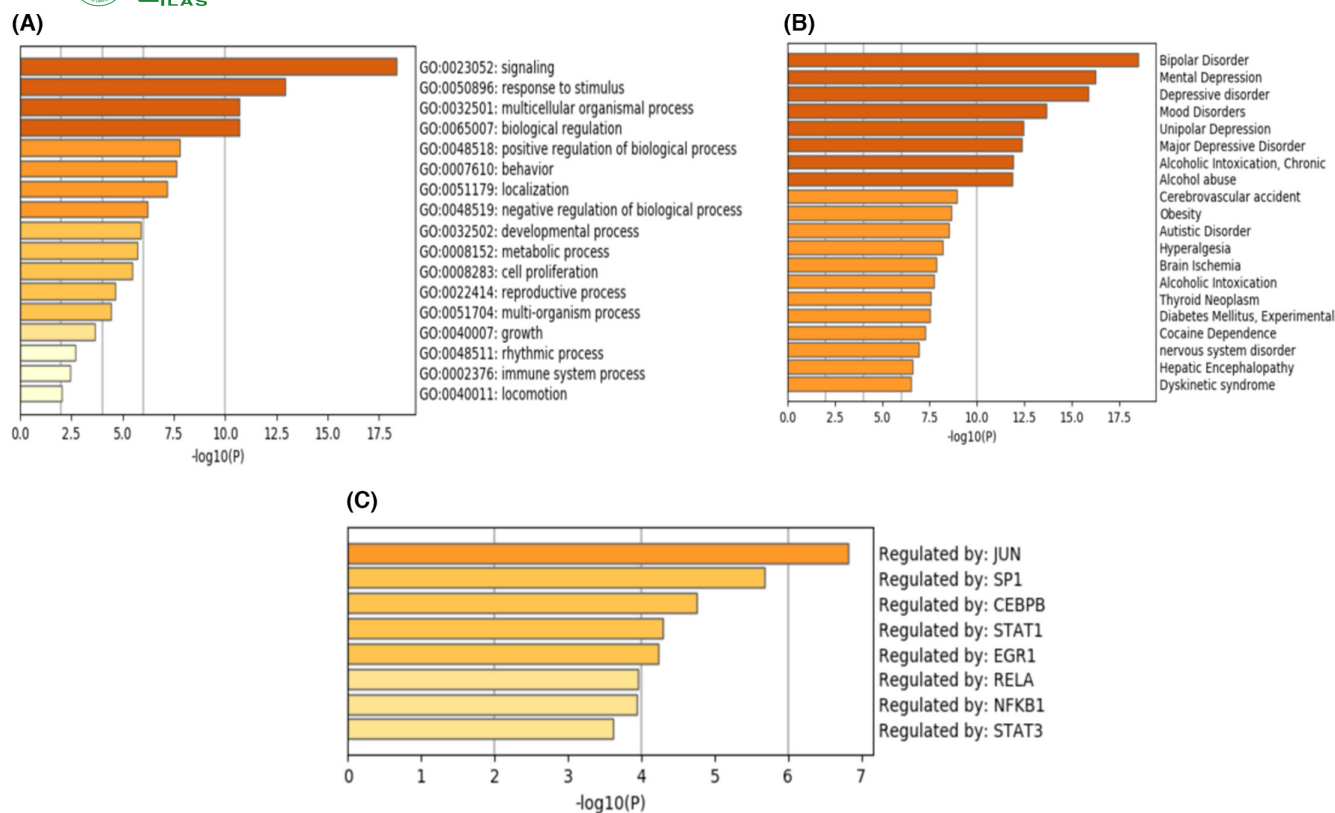 ILAS
(A)
GO:0023052: signaling
GO:0050896: response to stimulus
GO:0032501: multicellular organismal process
GO:0065007: biological regulation
GO:0048518: positive regulation of biological process
GO:0007610: behavior
GO:0051179: localization
GO:0048519: negative regulation of biological process
GO:0032502: developmental process
GO:0008152: metabolic process
GO:0008283: cell proliferation
GO:0022414: reproductive process
GO:0051704: multi-organism process
GO:0040007: growth
GO:0048511: rhythmic process
GO:0002376: immune system process
GO:0040011: locomotion
0.0 2.5 5.0 7.5 10.0 12.5 15.0 17.5
-log10(P)
(B)
Bipolar Disorder
Mental Depression
Depressive disorder
Mood Disorders
Unipolar Depression
Major Depressive Disorder
Alcoholic Intoxication, Chronic
Alcohol abuse
Cerebrovascular accident
Obesity
Autistic Disorder
Hyperalgesia
Brain Ischemia
Alcoholic Intoxication
Thyroid Neoplasm
Diabetes Mellitus, Experimental
Cocaine Dependence
nervous system disorder
Hepatic Encephalopathy
Dyskinetic syndrome
0.0 2.5 5.0 7.5 10.0 12.5 15.0 17.5
-log10(P)
(C)
Regulated by: JUN
Regulated by: SP1
Regulated by: CEBPB
Regulated by: STAT1
Regulated by: EGR1
Regulated by: RELA
Regulated by: NFKB1
Regulated by: STAT3
0 1 2 3 4 5 6 7
-log10(P)